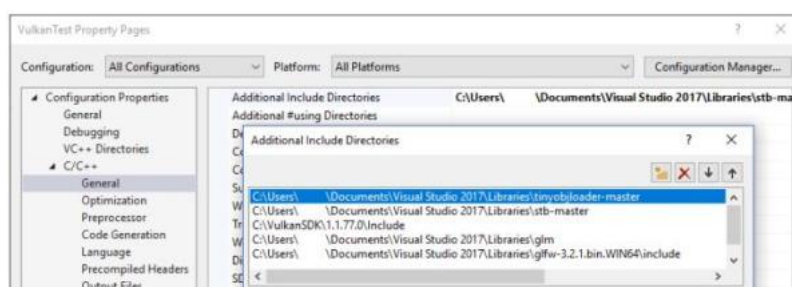 VulkanTest Property Pages ? ×
Configuration: All Configurations Platform: All Platforms Configuration Manager...
Configuration Properties
General
Debugging
VC++ Directories
C/C++
General
Optimization
Preprocessor
Code Generation
Language
Precompiled Headers
Output Files
Additional Include Directories C:\Users\ \Documents\Visual Studio 2017\Libraries\stb-ma
Additional #using Directories
Additional Include Directories ? ×
C:\Users\ \Documents\Visual Studio 2017\Libraries\tinyobjloader-master
C:\Users\ \Documents\Visual Studio 2017\Libraries\stb-master
C:\VulkanSDK\1.1.77.0\Include
C:\Users\ \Documents\Visual Studio 2017\Libraries\glm
C:\Users\ \Documents\Visual Studio 2017\Libraries\glfw-3.2.1.bin.WIN64\include